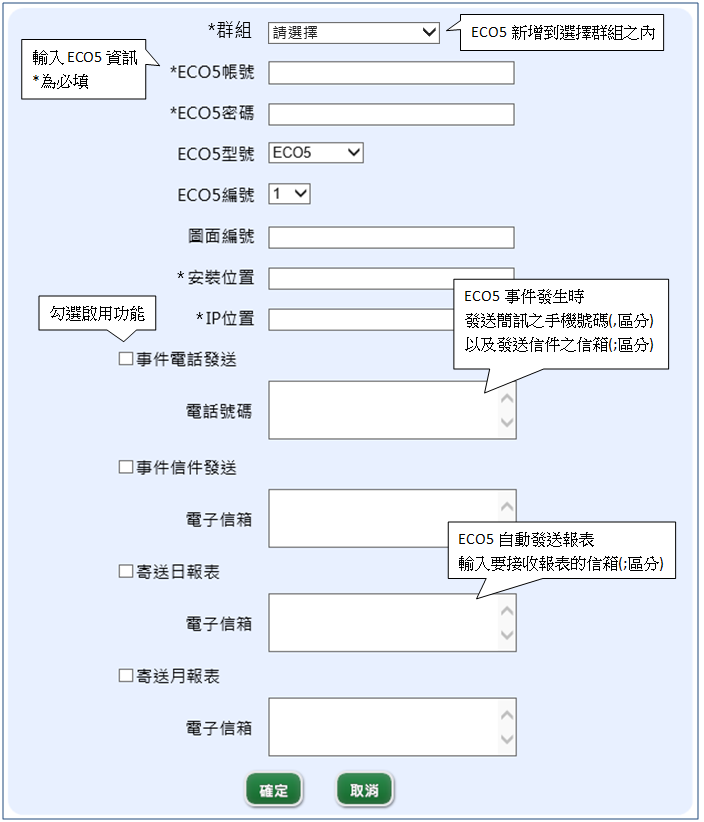 *群組
請選擇
ECO5 新增到選擇群組之內
輸入 ECO5 資訊
*為必填
*ECO5帳號
*ECO5密碼
ECO5型號
ECO5
ECO5編號
1
圖面編號
*安裝位置
*IP位置
ECO5 事件發生時
發送簡訊之手機號碼(,區分)
以及發送信件之信箱(;區分)
勾選啟用功能
事件電話發送
電話號碼
事件信件發送
電子信箱
ECO5 自動發送報表
輸入要接收報表的信箱(;區分)
寄送日報表
電子信箱
寄送月報表
電子信箱
確定
取消